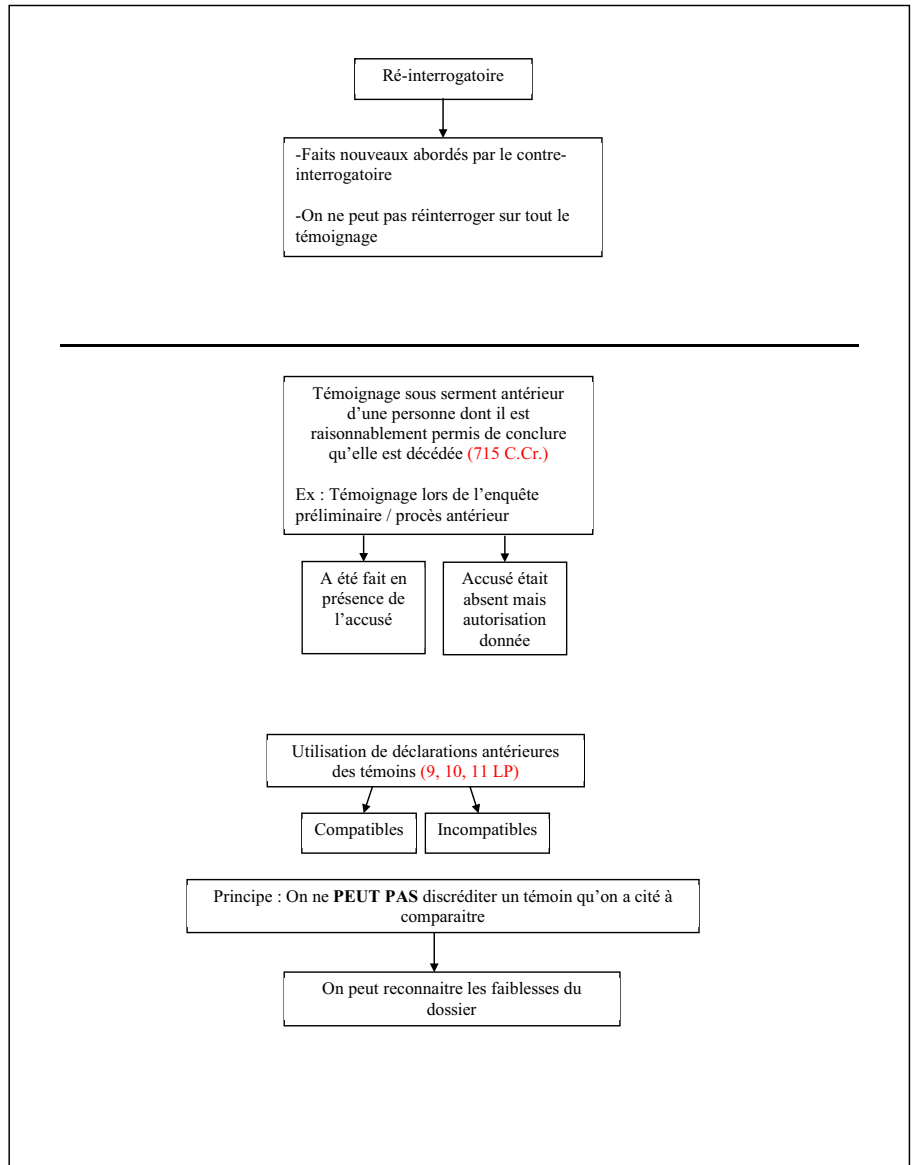 Ré-interrogatoire
-Faits nouveaux abordés par le contre-
interrogatoire
-On ne peut pas réinterroger sur tout le
témoignage
Témoignage sous serment antérieur
d’une personne dont il est
raisonnablement permis de conclure
qu’elle est décédée (715 C.Cr.)
Ex : Témoignage lors de l’enquête
préliminaire / procès antérieur
A été fait en
présence de
l’accusé
Accusé était
absent mais
autorisation
donnée
Utilisation de déclarations antérieures
des témoins (9, 10, 11 LP)
Compatibles
Incompatibles
Principe : On ne PEUT PAS discréditer un témoin qu’on a cité à
comparaitre
On peut reconnaitre les faiblesses du
dossier